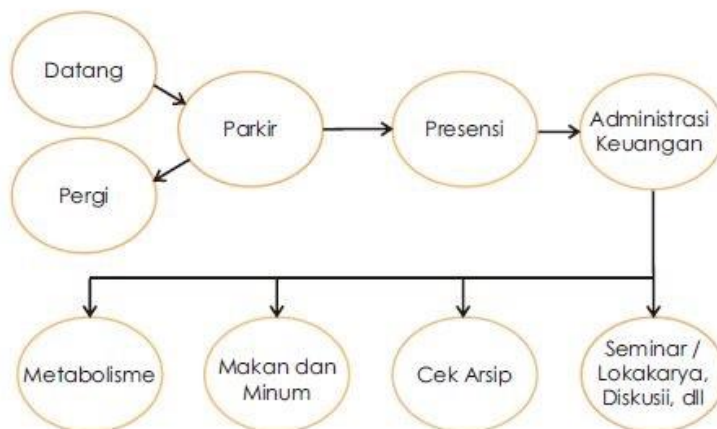 Datang
Pergi
Parkir
Presensi
Administrasi
Keuangan
Metabolisme
Makan dan
Minum
Cek Arsip
Seminar /
Lokakarya,
Diskusii, dll